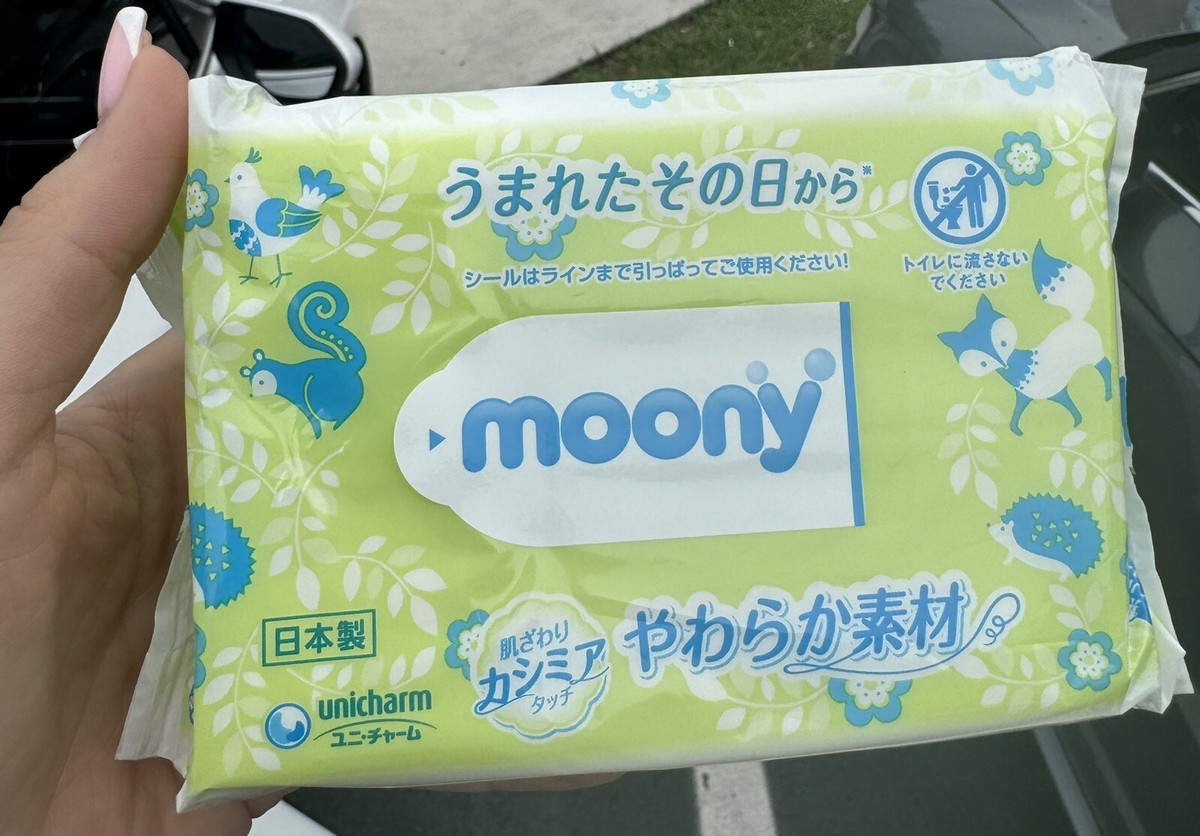 うまれたその日から※
シールはラインまで引っぱってご使用ください!
トイレに流さない
でください
moony
日本製
unicharm
ユニ・チャーム
肌ざわり
カシミア
タッチ
やわらか素材